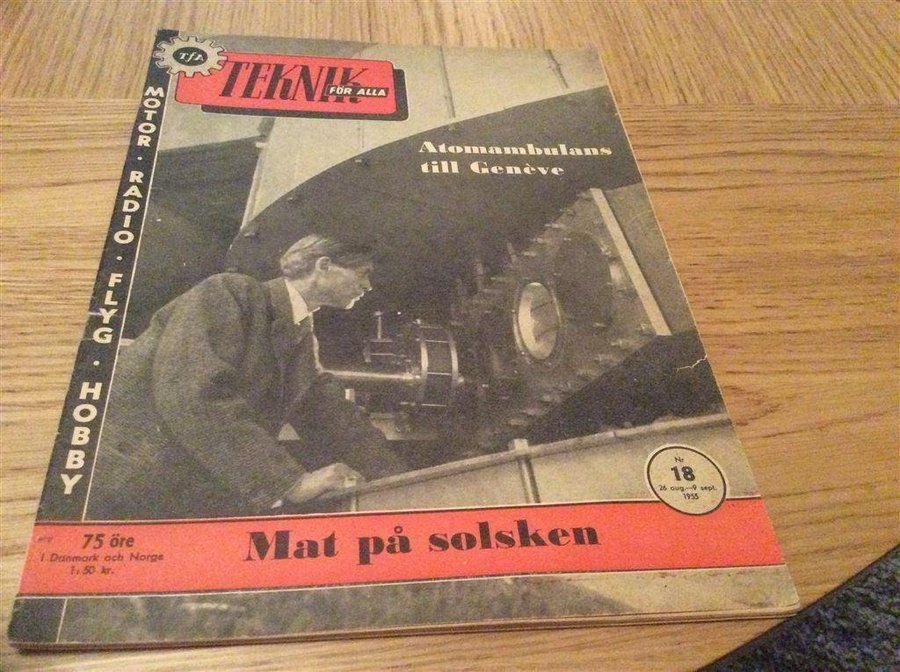 TfA
TEKNIK
FÖR ALLA
MOTOR · RADIO · FLYG · HOBBY
Atomambulans
till Genève
Nr
18
26 aug.—9 sept.
1955
75 öre
I Danmark och Norge
1:50 kr.
Mat på solsken